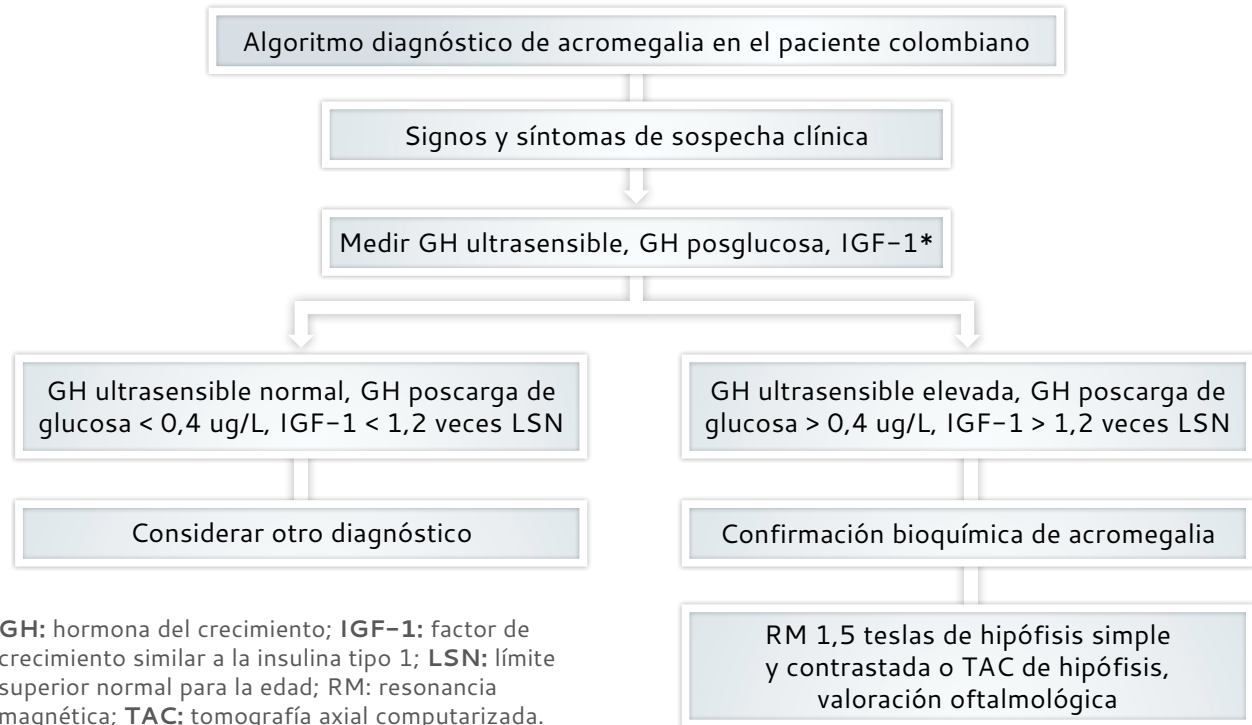 Algoritmo diagnóstico de acromegalia en el paciente colombiano
Signos y síntomas de sospecha clínica
Medir GH ultrasensible, GH posglucosa, IGF-1*
GH ultrasensible normal, GH poscarga de
glucosa < 0,4 ug/L, IGF-1 < 1,2 veces LSN
GH ultrasensible elevada, GH poscarga de
glucosa > 0,4 ug/L, IGF-1 > 1,2 veces LSN
Considerar otro diagnóstico
Confirmación bioquímica de acromegalia
RM 1,5 teslas de hipófisis simple
y contrastada o TAC de hipófisis,
valoración oftalmológica
GH: hormona del crecimiento; IGF-1: factor de
crecimiento similar a la insulina tipo 1; LSN: límite
superior normal para la edad; RM: resonancia
magnética; TAC: tomografía axial computarizada.